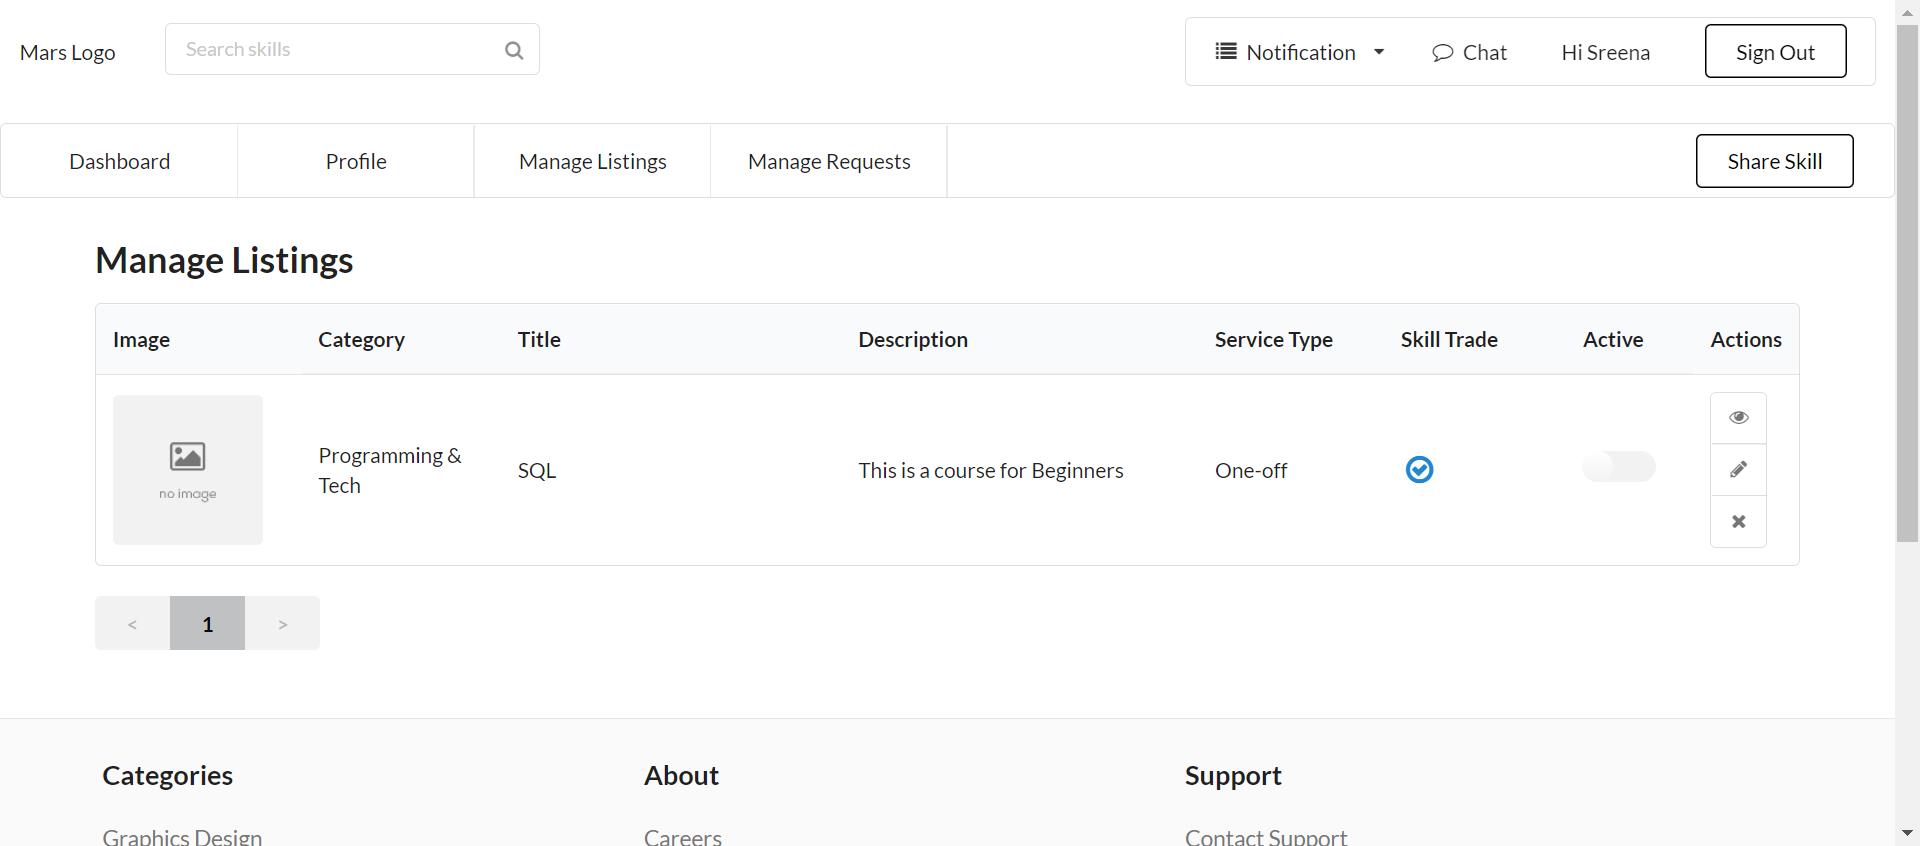 Mars Logo
Search skills
Notification
Chat
Hi Sreena
Sign Out
Dashboard
Profile
Manage Listings
Manage Requests
Share Skill
Manage Listings
Image Category Title Description Service Type Skill Trade Active Actions
no image
Programming &
Tech
SQL
This is a course for Beginners
One-off
< 1 >
Categories
About
Support
Graphics Design
Careers
Contact Support